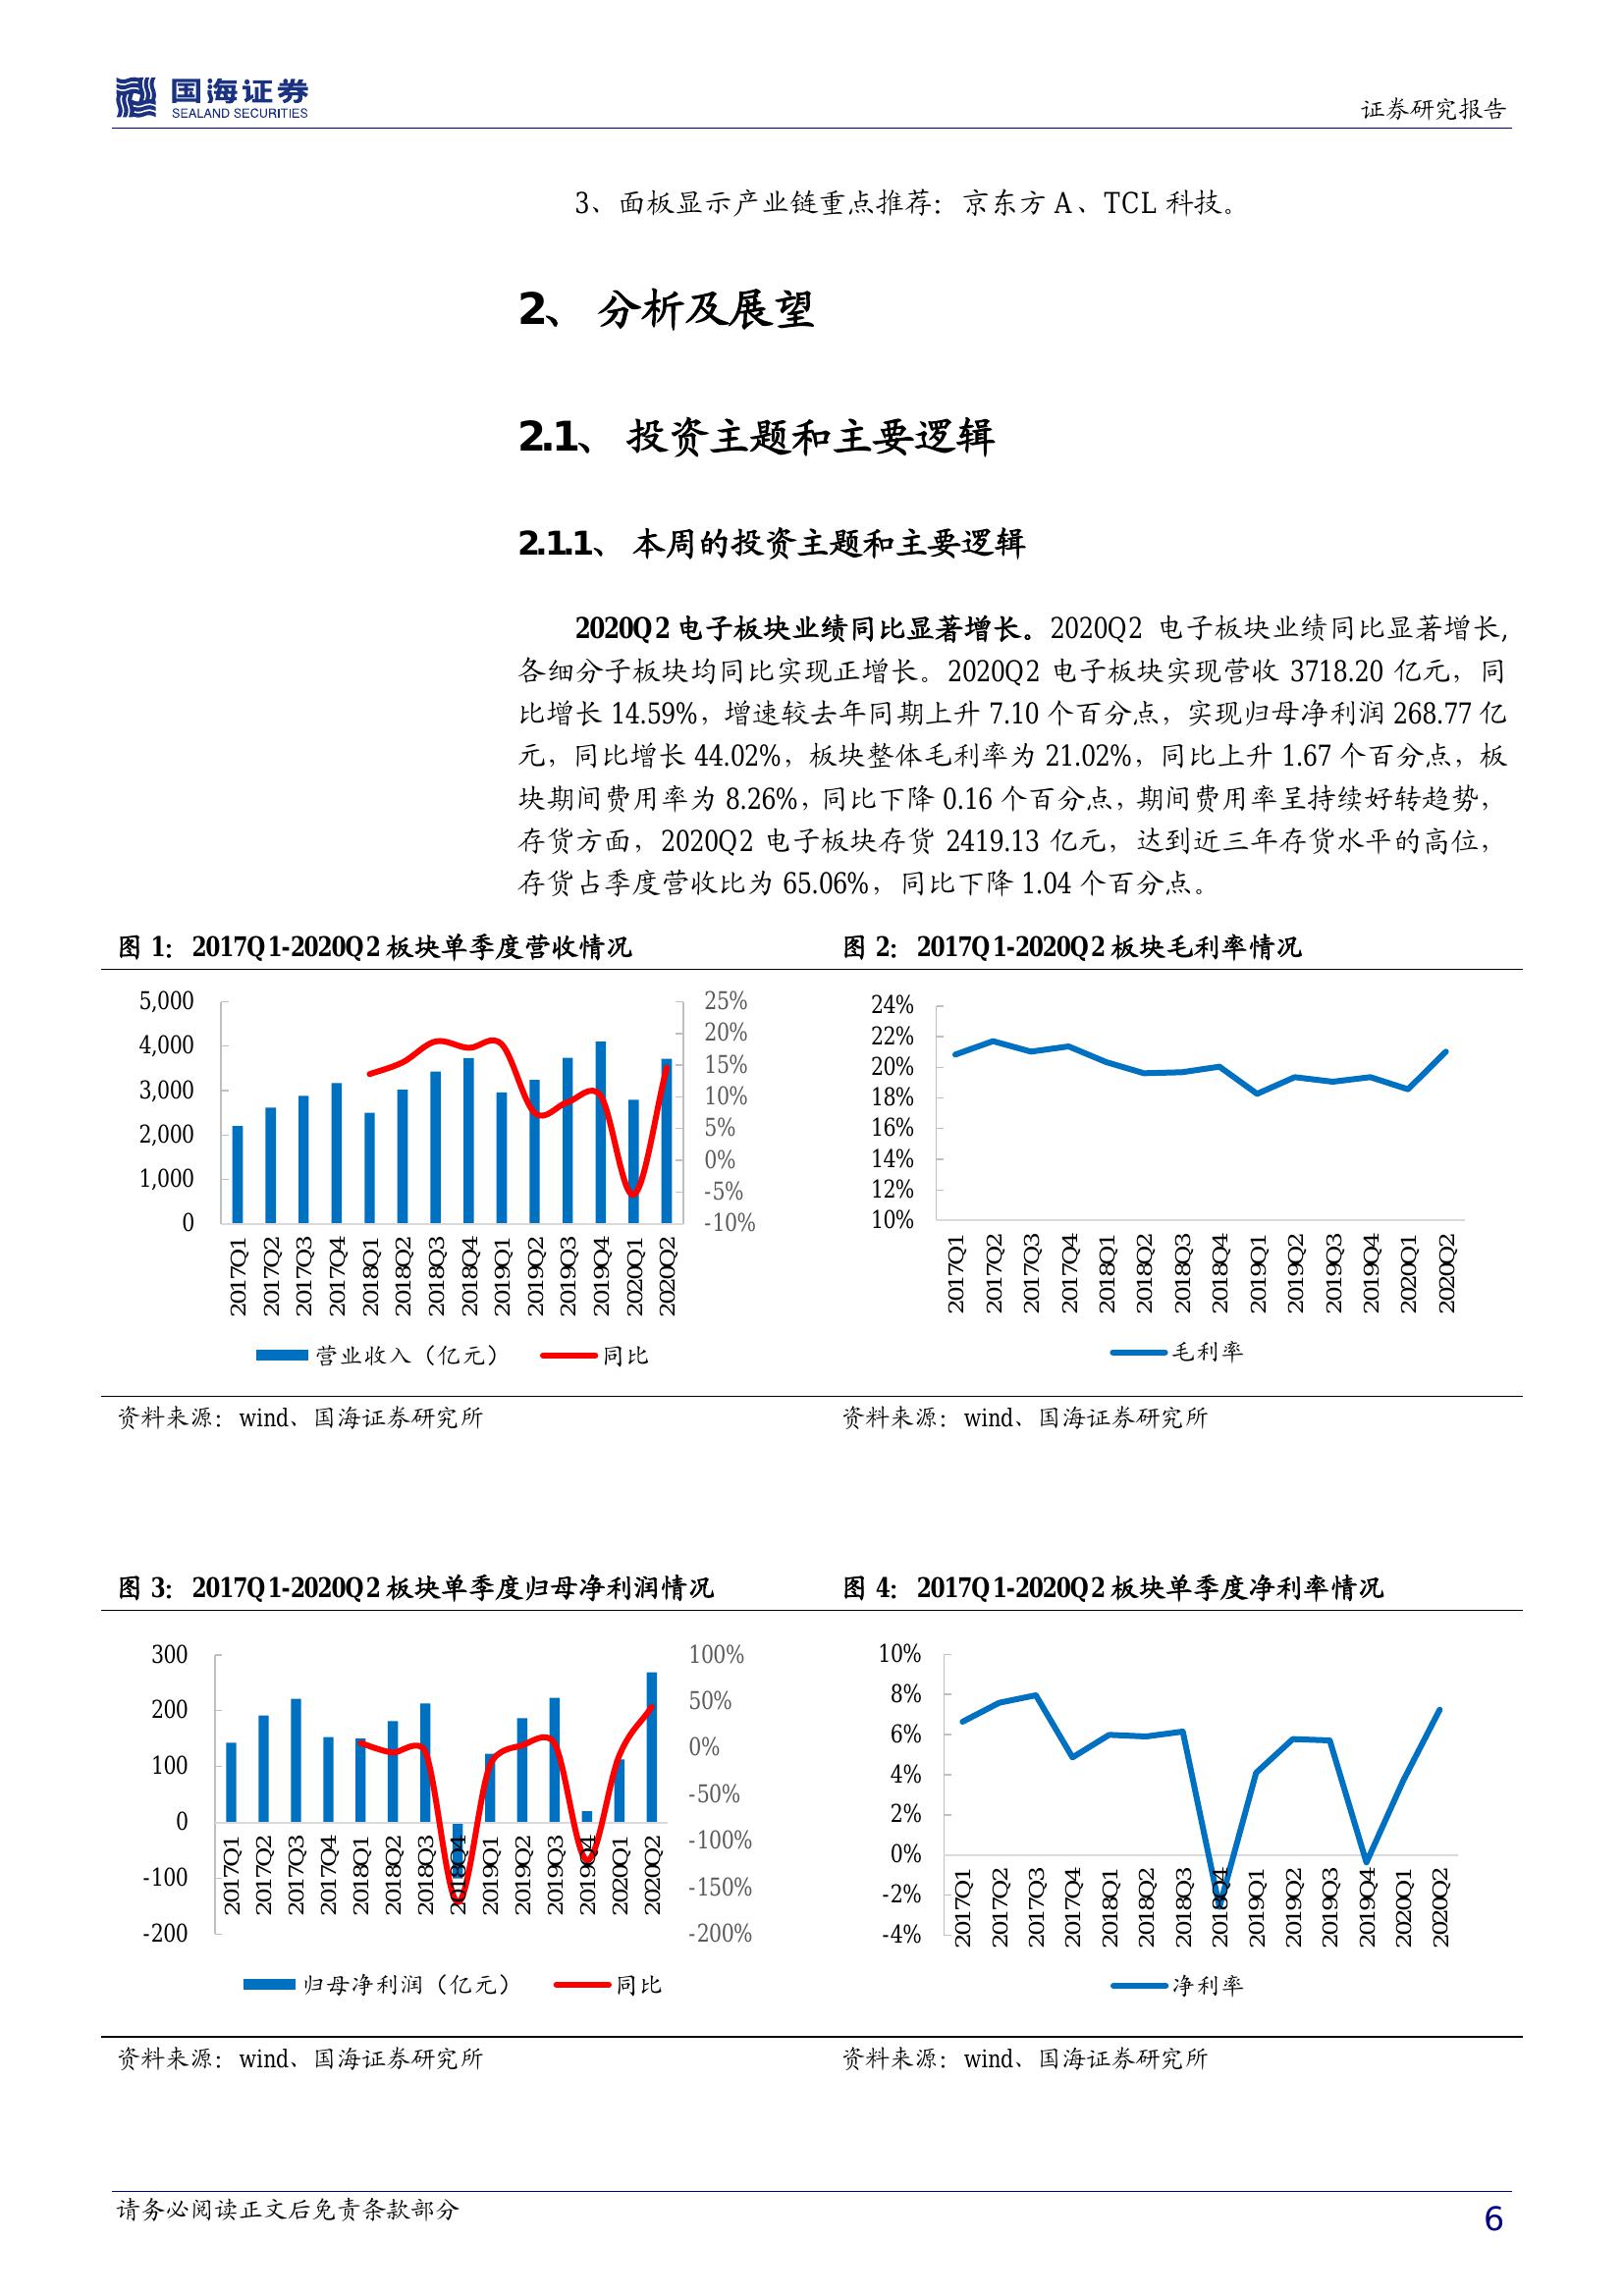 国海证券
SEALAND SECURITIES
证券研究报告
3、面板显示产业链重点推荐：京东方 A、TCL 科技。
2、 分析及展望
2.1、 投资主题和主要逻辑
2.1.1、 本周的投资主题和主要逻辑
2020Q2 电子板块业绩同比显著增长。2020Q2 电子板块业绩同比显著增长,
各细分子板块均同比实现正增长。2020Q2 电子板块实现营收 3718.20 亿元，同
比增长 14.59%，增速较去年同期上升 7.10 个百分点，实现归母净利润 268.77 亿
元，同比增长 44.02%，板块整体毛利率为 21.02%，同比上升 1.67 个百分点，板
块期间费用率为 8.26%，同比下降 0.16 个百分点，期间费用率呈持续好转趋势，
存货方面，2020Q2 电子板块存货 2419.13 亿元，达到近三年存货水平的高位，
存货占季度营收比为 65.06%，同比下降 1.04 个百分点。
图 1：2017Q1-2020Q2 板块单季度营收情况
5,000
4,000
3,000
2,000
1,000
0
25%
20%
15%
10%
5%
0%
-5%
-10%
2017Q1
2017Q2
2017Q3
2017Q4
2018Q1
2018Q2
2018Q3
2018Q4
2019Q1
2019Q2
2019Q3
2019Q4
2020Q1
2020Q2
营业收入（亿元） 同比
资料来源：wind、国海证券研究所
图 2：2017Q1-2020Q2 板块毛利率情况
24%
22%
20%
18%
16%
14%
12%
10%
2017Q1
2017Q2
2017Q3
2017Q4
2018Q1
2018Q2
2018Q3
2018Q4
2019Q1
2019Q2
2019Q3
2019Q4
2020Q1
2020Q2
毛利率
资料来源：wind、国海证券研究所
图 3：2017Q1-2020Q2 板块单季度归母净利润情况
300
200
100
0
-100
-200
100%
50%
0%
-50%
-100%
-150%
-200%
2017Q1
2017Q2
2017Q3
2017Q4
2018Q1
2018Q2
2018Q3
2018Q4
2019Q1
2019Q2
2019Q3
2019Q4
2020Q1
2020Q2
归母净利润（亿元） 同比
资料来源：wind、国海证券研究所
图 4：2017Q1-2020Q2 板块单季度净利率情况
10%
8%
6%
4%
2%
0%
-2%
-4%
2017Q1
2017Q2
2017Q3
2017Q4
2018Q1
2018Q2
2018Q3
2018Q4
2019Q1
2019Q2
2019Q3
2019Q4
2020Q1
2020Q2
净利率
资料来源：wind、国海证券研究所
请务必阅读正文后免责条款部分
6